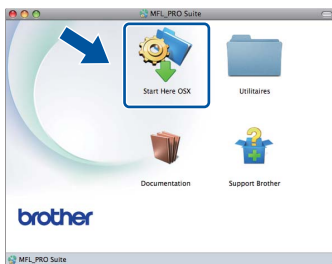 MFL_PRO Suite
Start Here OSX
Utilitaires
Documentation
Support Brother
brother
MFL_PRO Suite